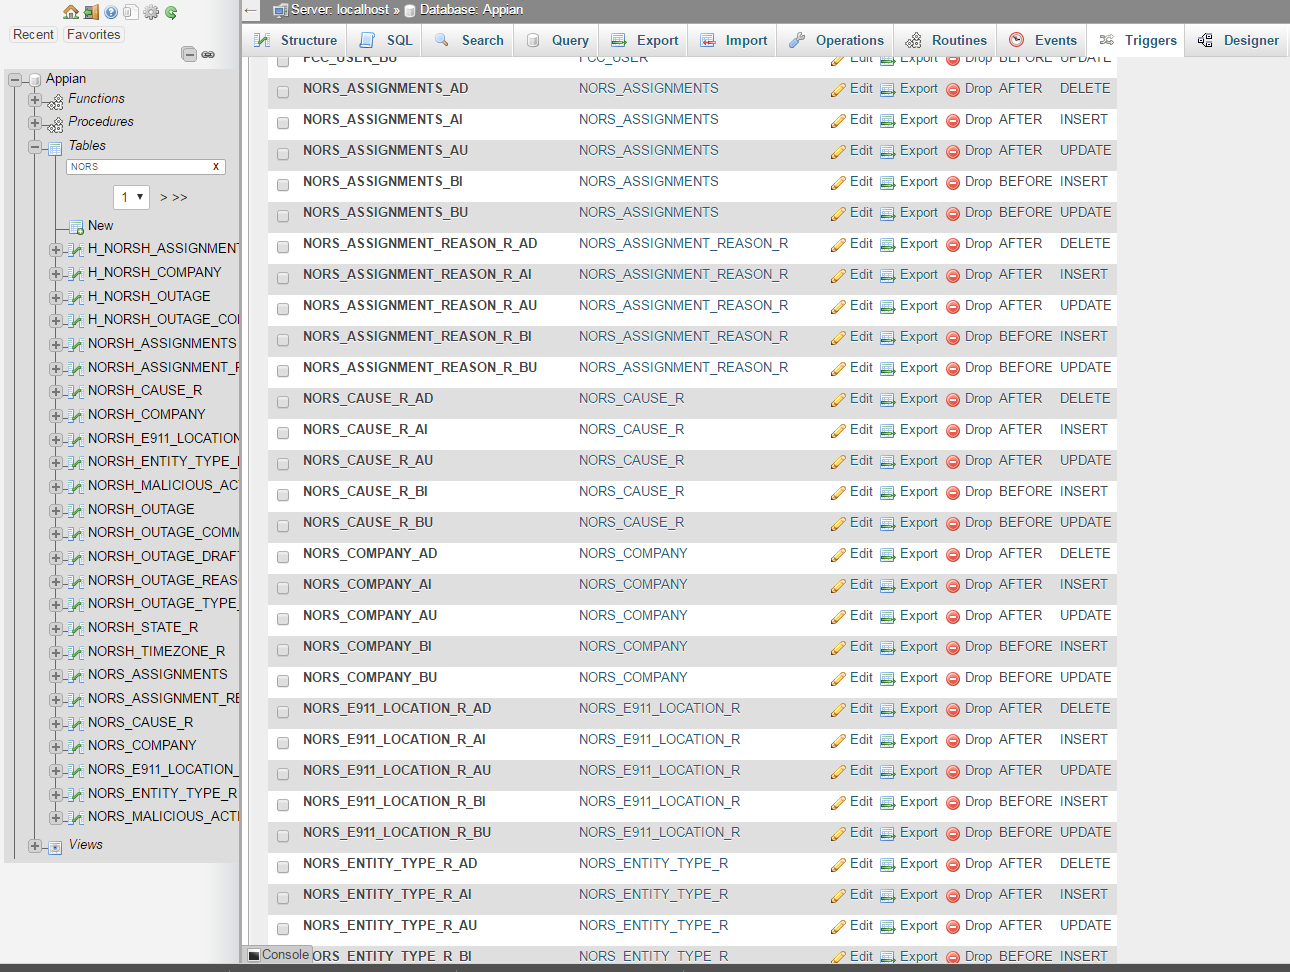 ← Server: localhost » Database: Appian
Recent Favorites
Structure SQL Search Query Export Import Operations Routines Events Triggers Designer
Appian
Functions
Procedures
Tables
NORS x
1 ▼ > >>
New
H_NORSH_ASSIGNMENT
H_NORSH_COMPANY
H_NORSH_OUTAGE
H_NORSH_OUTAGE_CO
NORSH_ASSIGNMENTS
NORSH_ASSIGNMENT_R
NORSH_CAUSE_R
NORSH_COMPANY
NORSH_E911_LOCATION
NORSH_ENTITY_TYPE_
NORSH_MALICIOUS_AC
NORSH_OUTAGE
NORSH_OUTAGE_COMM
NORSH_OUTAGE_DRAF
NORSH_OUTAGE_REAS
NORSH_OUTAGE_TYPE_
NORSH_STATE_R
NORSH_TIMEZONE_R
NORS_ASSIGNMENTS
NORS_ASSIGNMENT_RE
NORS_CAUSE_R
NORS_COMPANY
NORS_E911_LOCATION_
NORS_ENTITY_TYPE_R
NORS_MALICIOUS_ACTI
Views
FCC_USER_BU FCC_USER Edit Export Drop BEFORE UPDATE
NORS_ASSIGNMENTS_AD NORS_ASSIGNMENTS Edit Export Drop AFTER DELETE
NORS_ASSIGNMENTS_AI NORS_ASSIGNMENTS Edit Export Drop AFTER INSERT
NORS_ASSIGNMENTS_AU NORS_ASSIGNMENTS Edit Export Drop AFTER UPDATE
NORS_ASSIGNMENTS_BI NORS_ASSIGNMENTS Edit Export Drop BEFORE INSERT
NORS_ASSIGNMENTS_BU NORS_ASSIGNMENTS Edit Export Drop BEFORE UPDATE
NORS_ASSIGNMENT_REASON_R_AD NORS_ASSIGNMENT_REASON_R Edit Export Drop AFTER DELETE
NORS_ASSIGNMENT_REASON_R_AI NORS_ASSIGNMENT_REASON_R Edit Export Drop AFTER INSERT
NORS_ASSIGNMENT_REASON_R_AU NORS_ASSIGNMENT_REASON_R Edit Export Drop AFTER UPDATE
NORS_ASSIGNMENT_REASON_R_BI NORS_ASSIGNMENT_REASON_R Edit Export Drop BEFORE INSERT
NORS_ASSIGNMENT_REASON_R_BU NORS_ASSIGNMENT_REASON_R Edit Export Drop BEFORE UPDATE
NORS_CAUSE_R_AD NORS_CAUSE_R Edit Export Drop AFTER DELETE
NORS_CAUSE_R_AI NORS_CAUSE_R Edit Export Drop AFTER INSERT
NORS_CAUSE_R_AU NORS_CAUSE_R Edit Export Drop AFTER UPDATE
NORS_CAUSE_R_BI NORS_CAUSE_R Edit Export Drop BEFORE INSERT
NORS_CAUSE_R_BU NORS_CAUSE_R Edit Export Drop BEFORE UPDATE
NORS_COMPANY_AD NORS_COMPANY Edit Export Drop AFTER DELETE
NORS_COMPANY_AI NORS_COMPANY Edit Export Drop AFTER INSERT
NORS_COMPANY_AU NORS_COMPANY Edit Export Drop AFTER UPDATE
NORS_COMPANY_BI NORS_COMPANY Edit Export Drop BEFORE INSERT
NORS_COMPANY_BU NORS_COMPANY Edit Export Drop BEFORE UPDATE
NORS_E911_LOCATION_R_AD NORS_E911_LOCATION_R Edit Export Drop AFTER DELETE
NORS_E911_LOCATION_R_AI NORS_E911_LOCATION_R Edit Export Drop AFTER INSERT
NORS_E911_LOCATION_R_AU NORS_E911_LOCATION_R Edit Export Drop AFTER UPDATE
NORS_E911_LOCATION_R_BI NORS_E911_LOCATION_R Edit Export Drop BEFORE INSERT
NORS_E911_LOCATION_R_BU NORS_E911_LOCATION_R Edit Export Drop BEFORE UPDATE
NORS_ENTITY_TYPE_R_AD NORS_ENTITY_TYPE_R Edit Export Drop AFTER DELETE
NORS_ENTITY_TYPE_R_AI NORS_ENTITY_TYPE_R Edit Export Drop AFTER INSERT
NORS_ENTITY_TYPE_R_AU NORS_ENTITY_TYPE_R Edit Export Drop AFTER UPDATE
Console ORS_ENTITY_TYPE_R_BI NORS_ENTITY_TYPE_R Edit Export Drop BEFORE INSERT